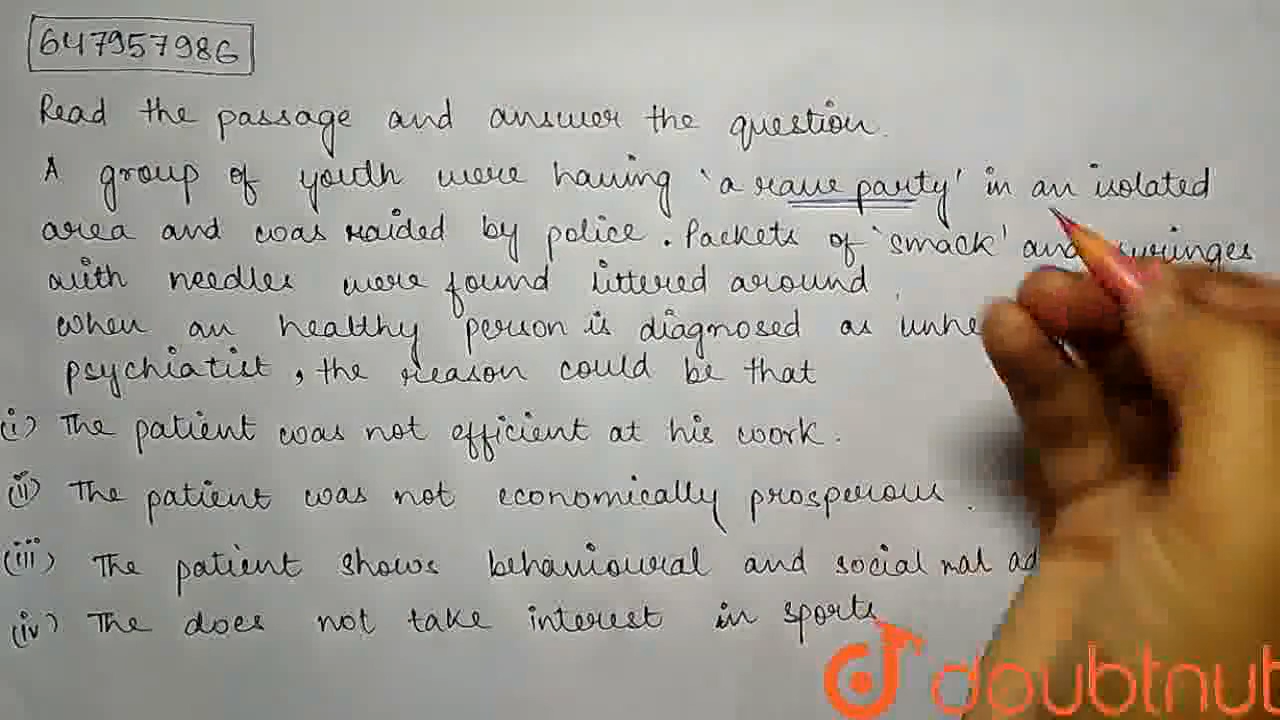 647957986
Read the passage and answer the question.
A group of youth were having 'a rave party' in an isolated
area and was raided by police. Packets of 'smack' and syringes
with needles were found littered around.
when an healthy person is diagnosed as
psychiatist, the reason could be that
(i) The patient was not efficient at his work.
(ii) The patient was not economically prosperous.
(iii) The patient shows behavioural and social mal
(iv) The does not take interest in sports
doubtnut